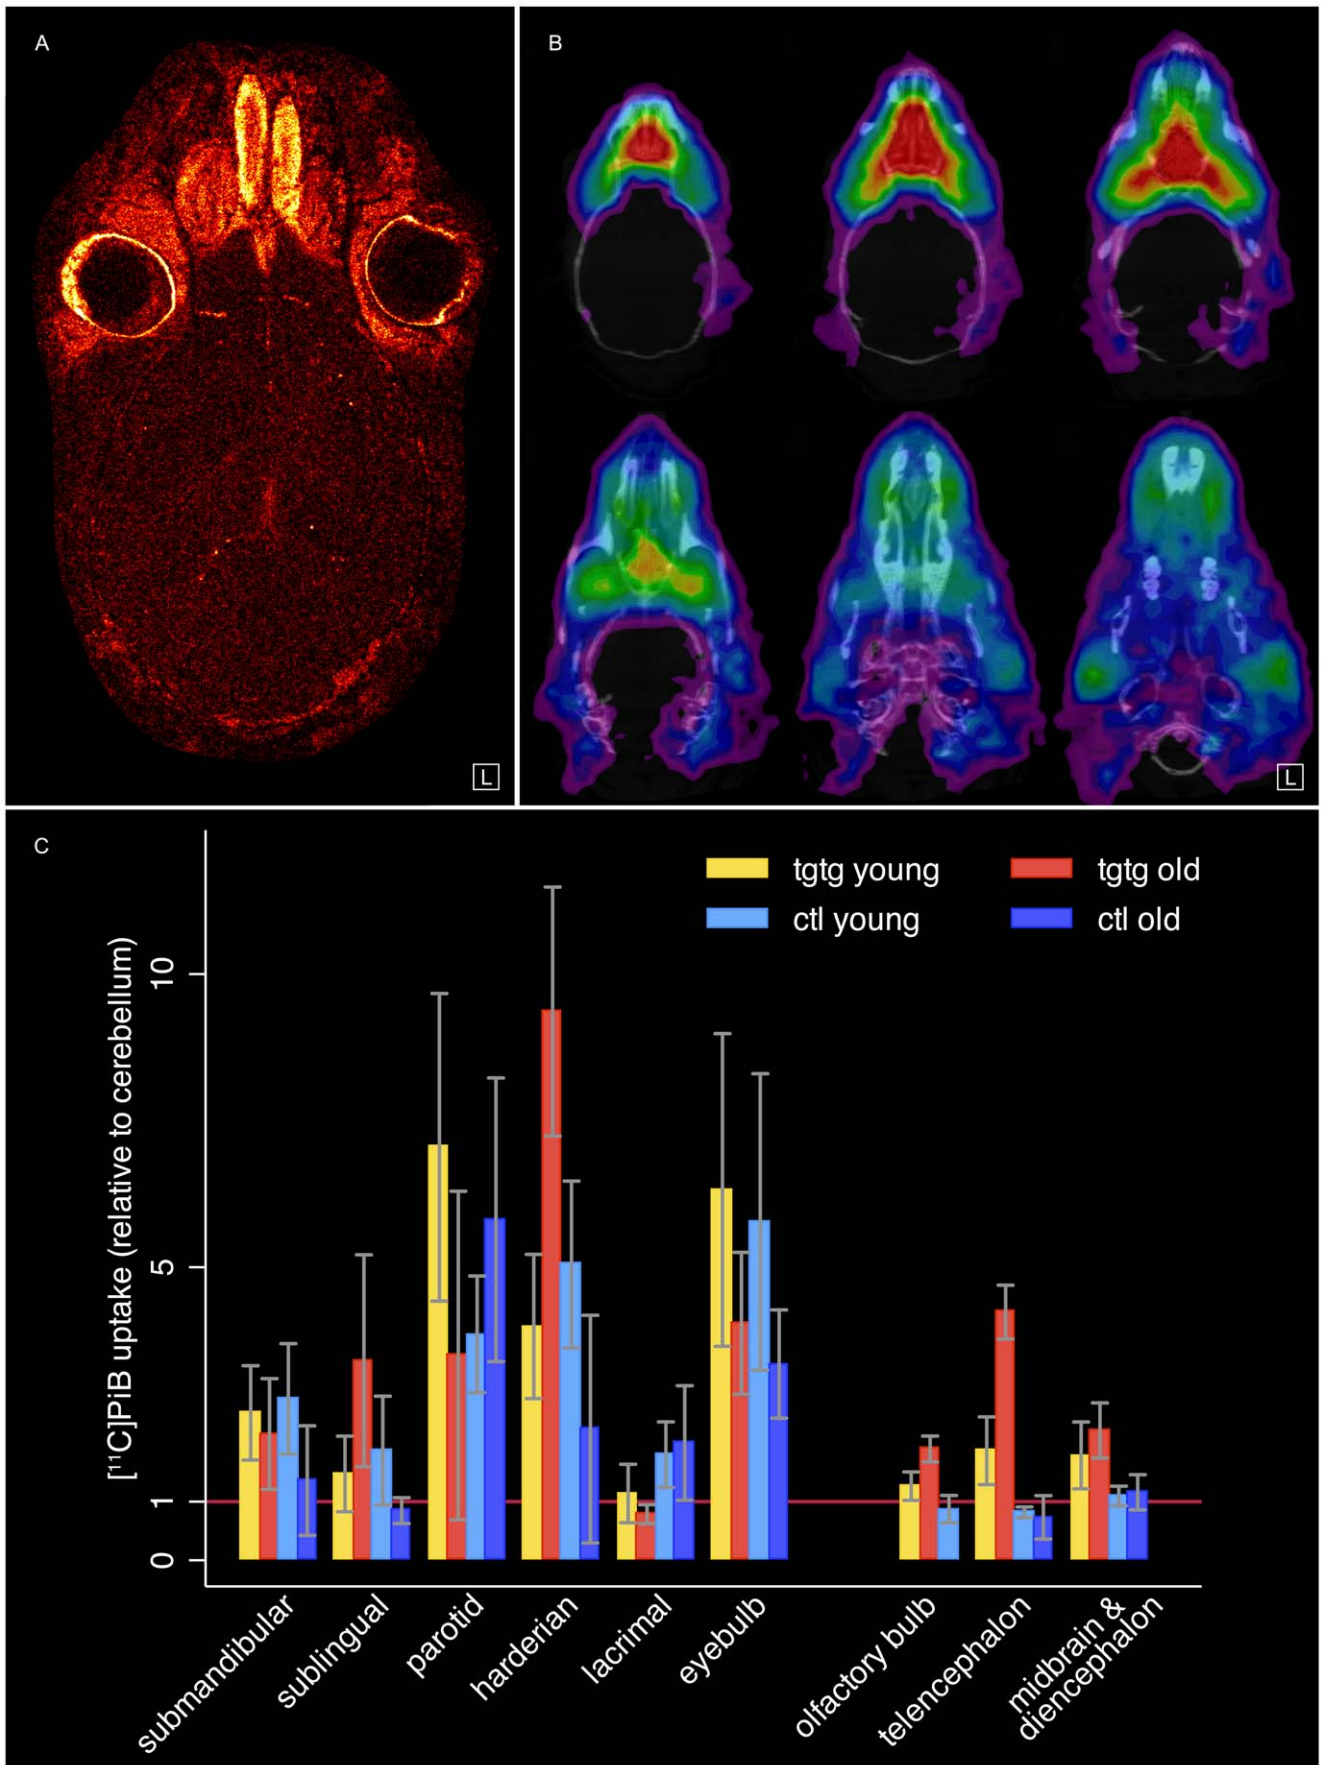 A
B
L
L
C
tgtg young
tgtg old
ctl young
ctl old
[¹¹C]PiB uptake (relative to cerebellum)
10
5
1
0
submandibular
sublingual
parotid
harderian
lacrimal
eyebulb
olfactory bulb
telencephalon
midbrain &
diencephalon